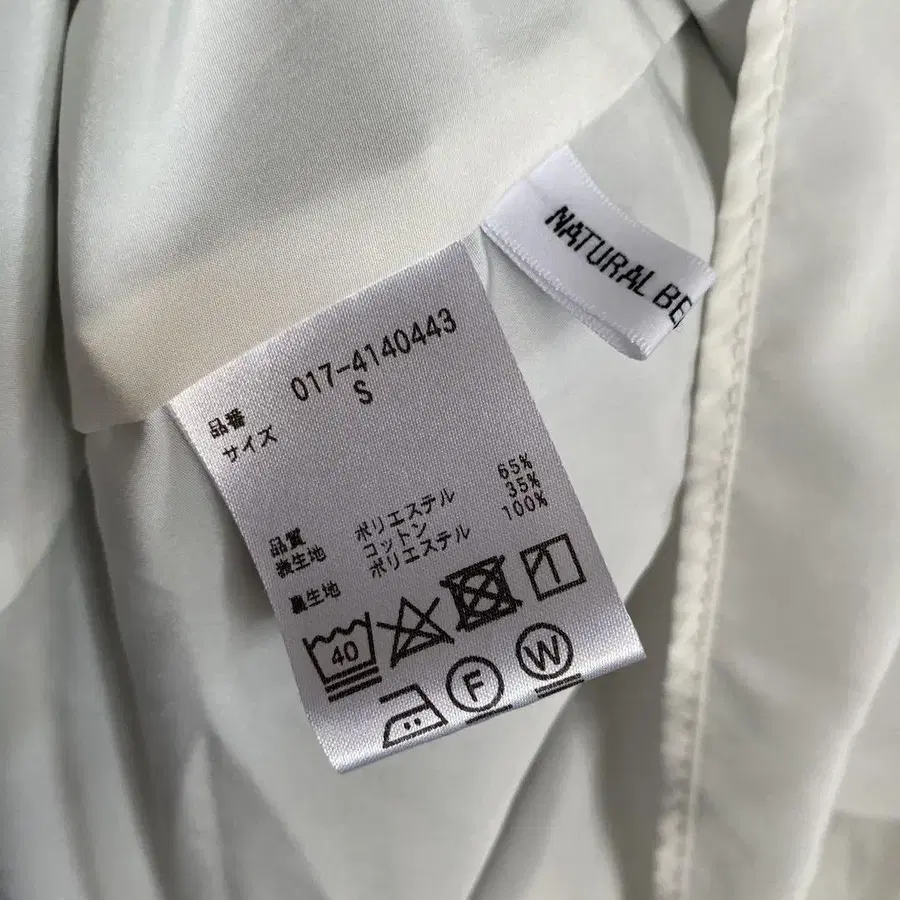 NATURAL BE
品番 017-4140443
サイズ S
品質
表生地 ポリエステル 65%
コットン 35%
裏生地 ポリエステル 100%
40
F
W